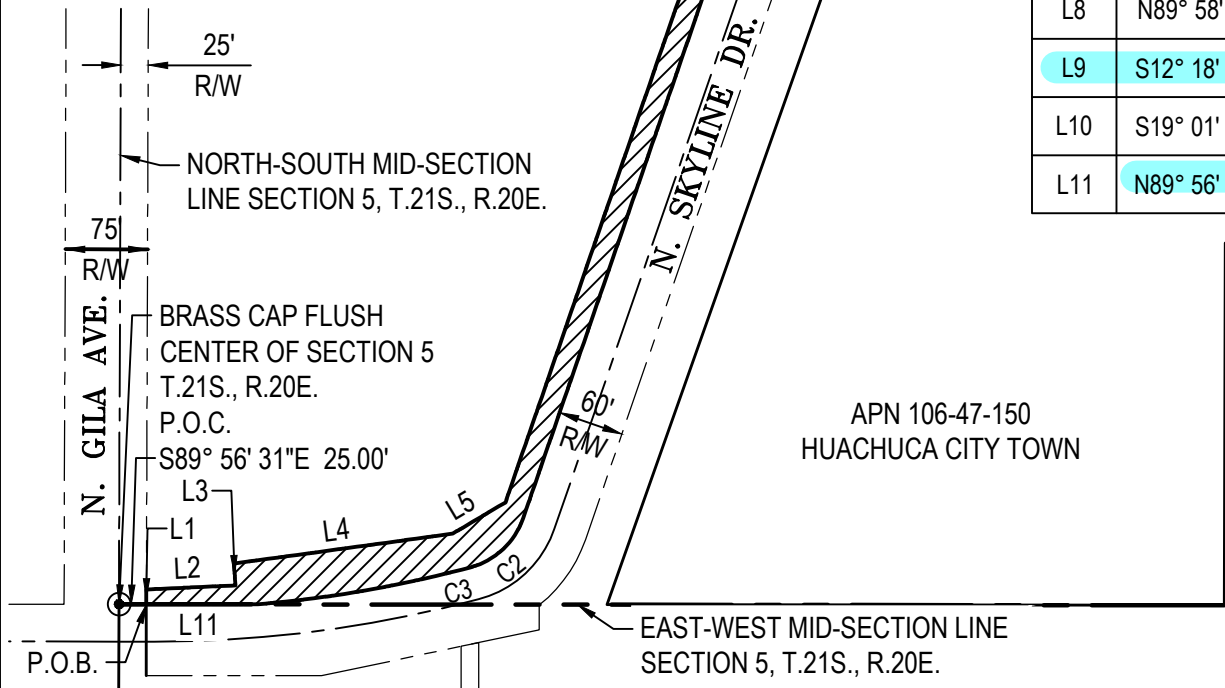 25'
R/W
NORTH-SOUTH MID-SECTION
LINE SECTION 5, T.21S., R.20E.
75'
R/W
N. GILA AVE.
BRASS CAP FLUSH
CENTER OF SECTION 5
T.21S., R.20E.
P.O.C.
S89° 56' 31"E 25.00'
L3
L1
L2
L4
L5
L11
C3
C2
P.O.B.
N. SKYLINE DR.
60'
R/W
APN 106-47-150
HUACHUCA CITY TOWN
EAST-WEST MID-SECTION LINE
SECTION 5, T.21S., R.20E.
L8 N89° 58'
L9 S12° 18'
L10 S19° 01'
L11 N89° 56'